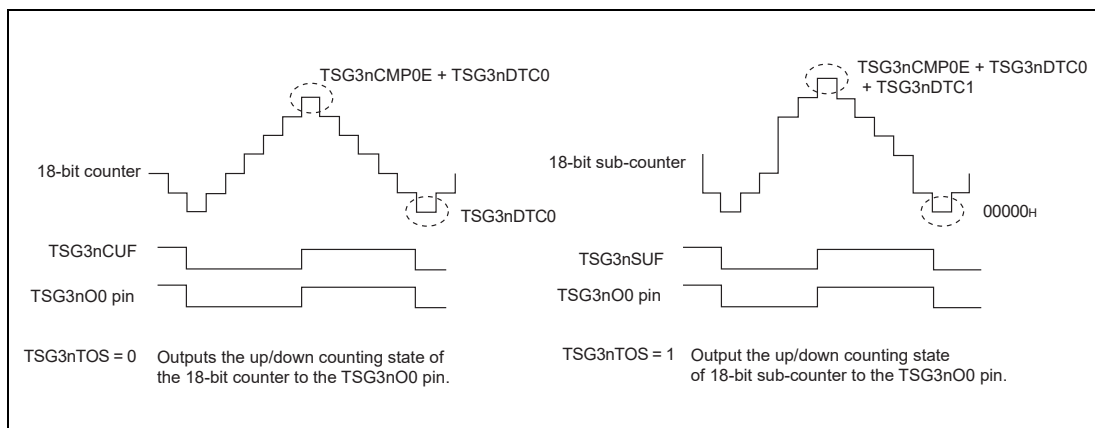 TSG3nCMP0E + TSG3nDTC0
18-bit counter
TSG3nDTC0
TSG3nCUF
TSG3nO0 pin
TSG3nTOS = 0 Outputs the up/down counting state of
the 18-bit counter to the TSG3nO0 pin.
TSG3nCMP0E + TSG3nDTC0
+ TSG3nDTC1
18-bit sub-counter
00000H
TSG3nSUF
TSG3nO0 pin
TSG3nTOS = 1 Output the up/down counting state
of 18-bit sub-counter to the TSG3nO0 pin.